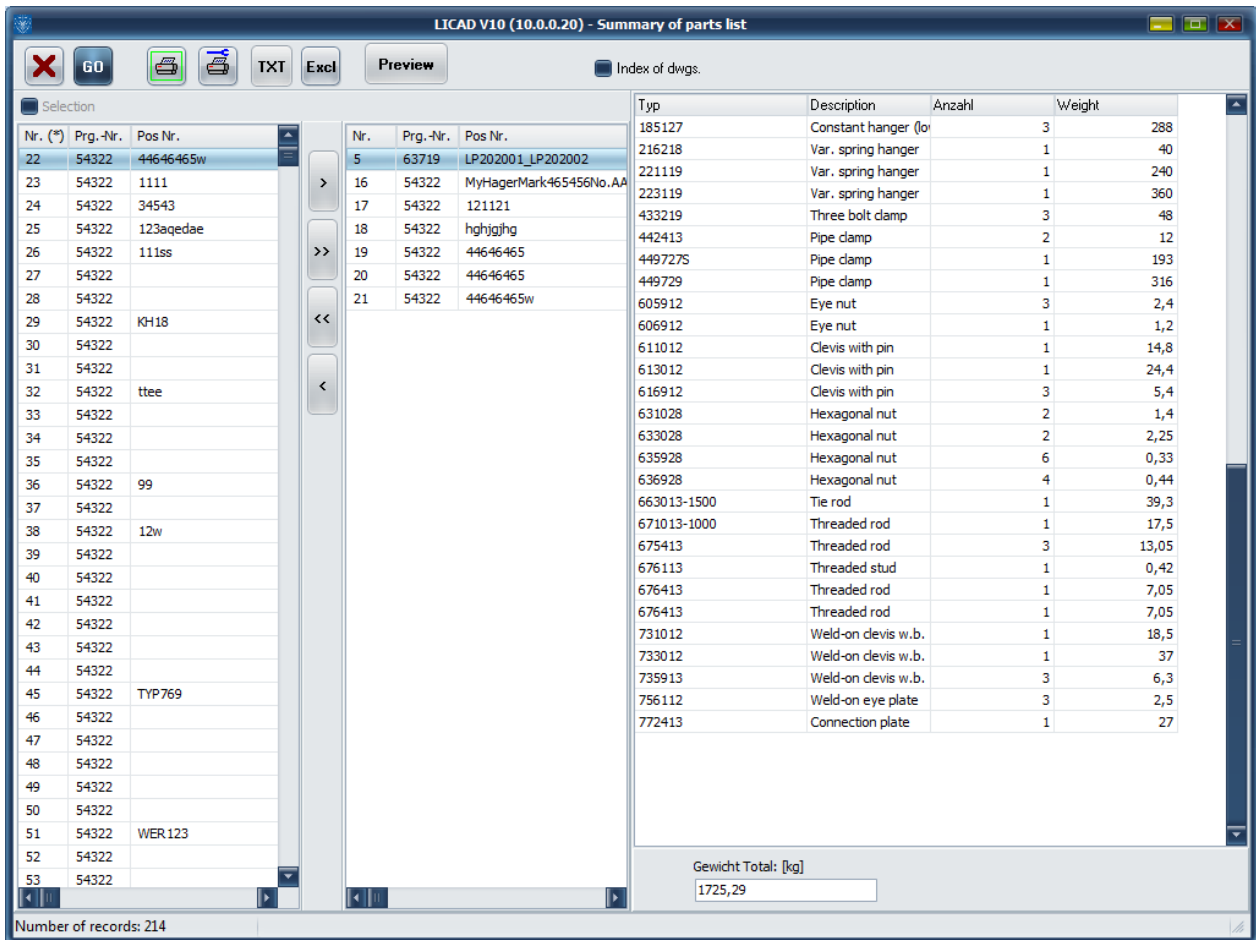 LICAD V10 (10.0.0.20) - Summary of parts list
GO TXT Excl Preview Index of dwgs.
Selection
Nr. (*) Prg.-Nr. Pos Nr.
22 54322 44646465w
23 54322 1111
24 54322 34543
25 54322 123aqedae
26 54322 111ss
27 54322
28 54322
29 54322 KH18
30 54322
31 54322
32 54322 ttee
33 54322
34 54322
35 54322
36 54322 99
37 54322
38 54322 12w
39 54322
40 54322
41 54322
42 54322
43 54322
44 54322
45 54322 TYP769
46 54322
47 54322
48 54322
49 54322
50 54322
51 54322 WER123
52 54322
53 54322
>
>>
<<
<
Nr. Prg.-Nr. Pos Nr.
5 63719 LP202001_LP202002
16 54322 MyHagerMark465456No.AA
17 54322 121121
18 54322 hghjgjhg
19 54322 44646465
20 54322 44646465
21 54322 44646465w
Typ Description Anzahl Weight
185127 Constant hanger (lo 3 288
216218 Var. spring hanger 1 40
221119 Var. spring hanger 1 240
223119 Var. spring hanger 1 360
433219 Three bolt clamp 3 48
442413 Pipe clamp 2 12
449727S Pipe clamp 1 193
449729 Pipe clamp 1 316
605912 Eye nut 3 2,4
606912 Eye nut 1 1,2
611012 Clevis with pin 1 14,8
613012 Clevis with pin 1 24,4
616912 Clevis with pin 3 5,4
631028 Hexagonal nut 2 1,4
633028 Hexagonal nut 2 2,25
635928 Hexagonal nut 6 0,33
636928 Hexagonal nut 4 0,44
663013-1500 Tie rod 1 39,3
671013-1000 Threaded rod 1 17,5
675413 Threaded rod 3 13,05
676113 Threaded stud 1 0,42
676413 Threaded rod 1 7,05
676413 Threaded rod 1 7,05
731012 Weld-on clevis w.b. 1 18,5
733012 Weld-on clevis w.b. 1 37
735913 Weld-on clevis w.b. 3 6,3
756112 Weld-on eye plate 3 2,5
772413 Connection plate 1 27
Gewicht Total: [kg]
1725,29
Number of records: 214